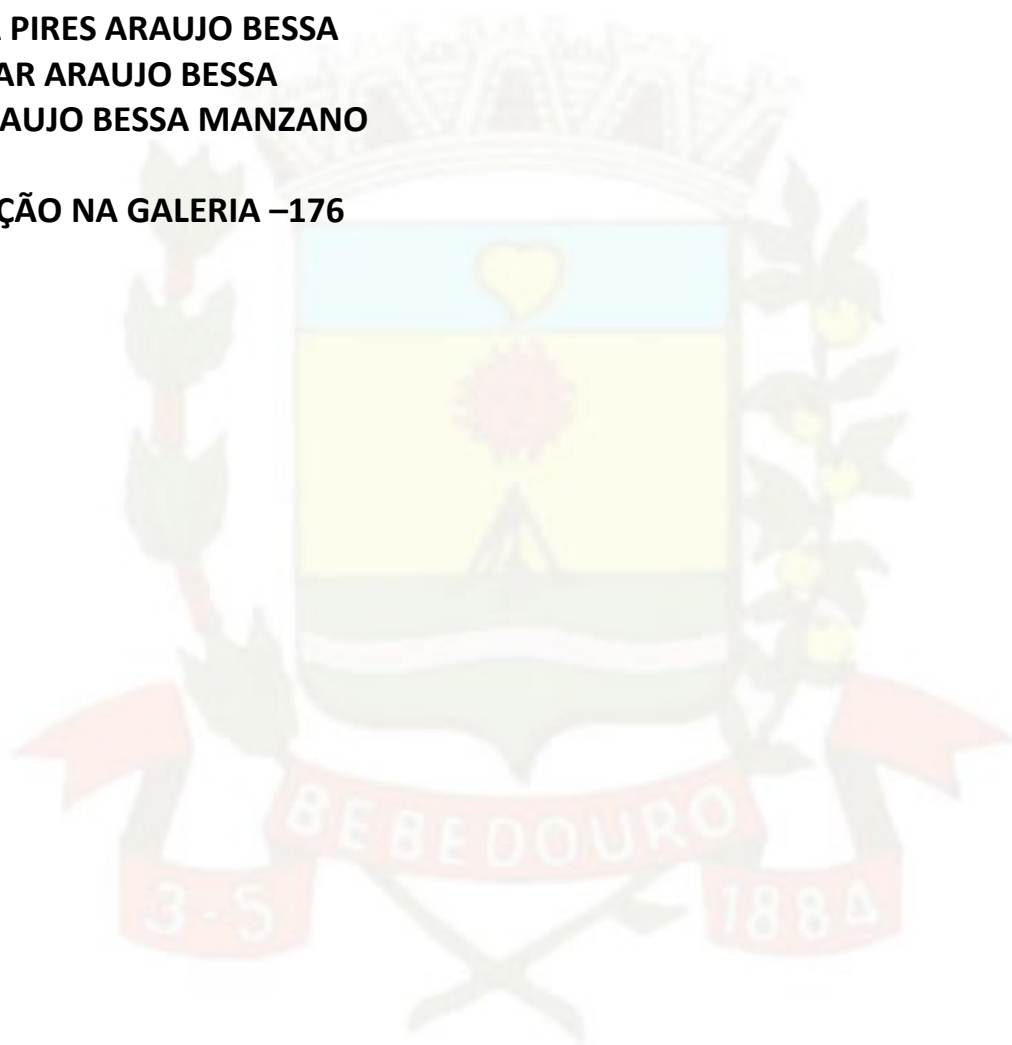 PIRES ARAUJO BESSA
AR ARAUJO BESSA
AUJO BESSA MANZANO
ÇÃO NA GALERIA –176
BEBEDOURO
3-5
1884